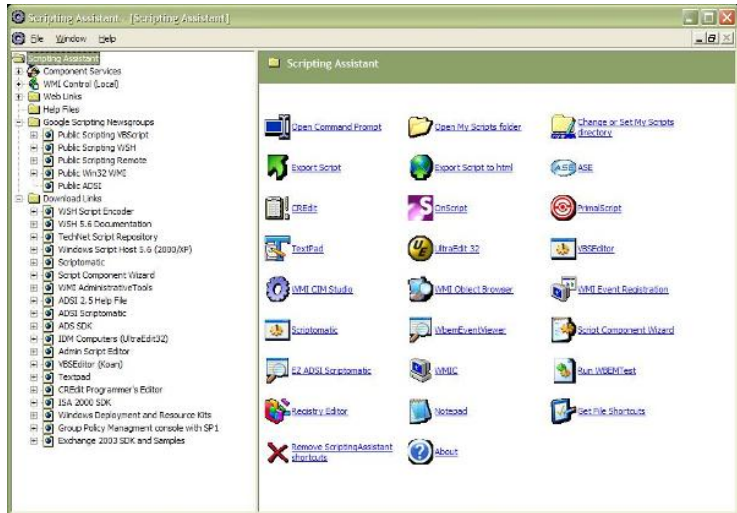 Scripting Assistant - [Scripting Assistant]
File Window Help
Scripting Assistant
Component Services
WMI Control (Local)
Web Links
Help Files
Google Scripting Newsgroups
Public Scripting VBScript
Public Scripting WSH
Public Scripting Remote
Public Win32 WMI
Public ADSI
Download Links
WSH Script Encoder
WSH 5.6 Documentation
TechNet Script Repository
Windows Script Host 5.6 (2000/XP)
Scriptomatic
Script Component Wizard
WMI AdministrativeTools
ADSI 2.5 Help File
ADSI Scriptomatic
ADS SDK
IDM Computers (UltraEdit32)
Admin Script Editor
VBSEditor (Koan)
Textpad
CREdit Programmer's Editor
ISA 2000 SDK
Windows Deployment and Resource Kits
Group Policy Managment console with SP1
Exchange 2003 SDK and Samples
Scripting Assistant
Open Command Prompt
Open My Scripts folder
Change or Set My Scripts
directory
Export Script
Export Script to html
ASE
ASE
CREdit
S
OnScript
PrimalScript
TextPad
UE
UltraEdit 32
VBSEditor
WMI CIM Studio
WMI Object Browser
WMI Event Registration
Scriptomatic
WbemEventViewer
Script Component Wizard
EZ ADSI Scriptomatic
WMIC
Run WBEMTest
Registry Editor
Notepad
Get File Shortcuts
Remove ScriptingAssistant
shortcuts
About